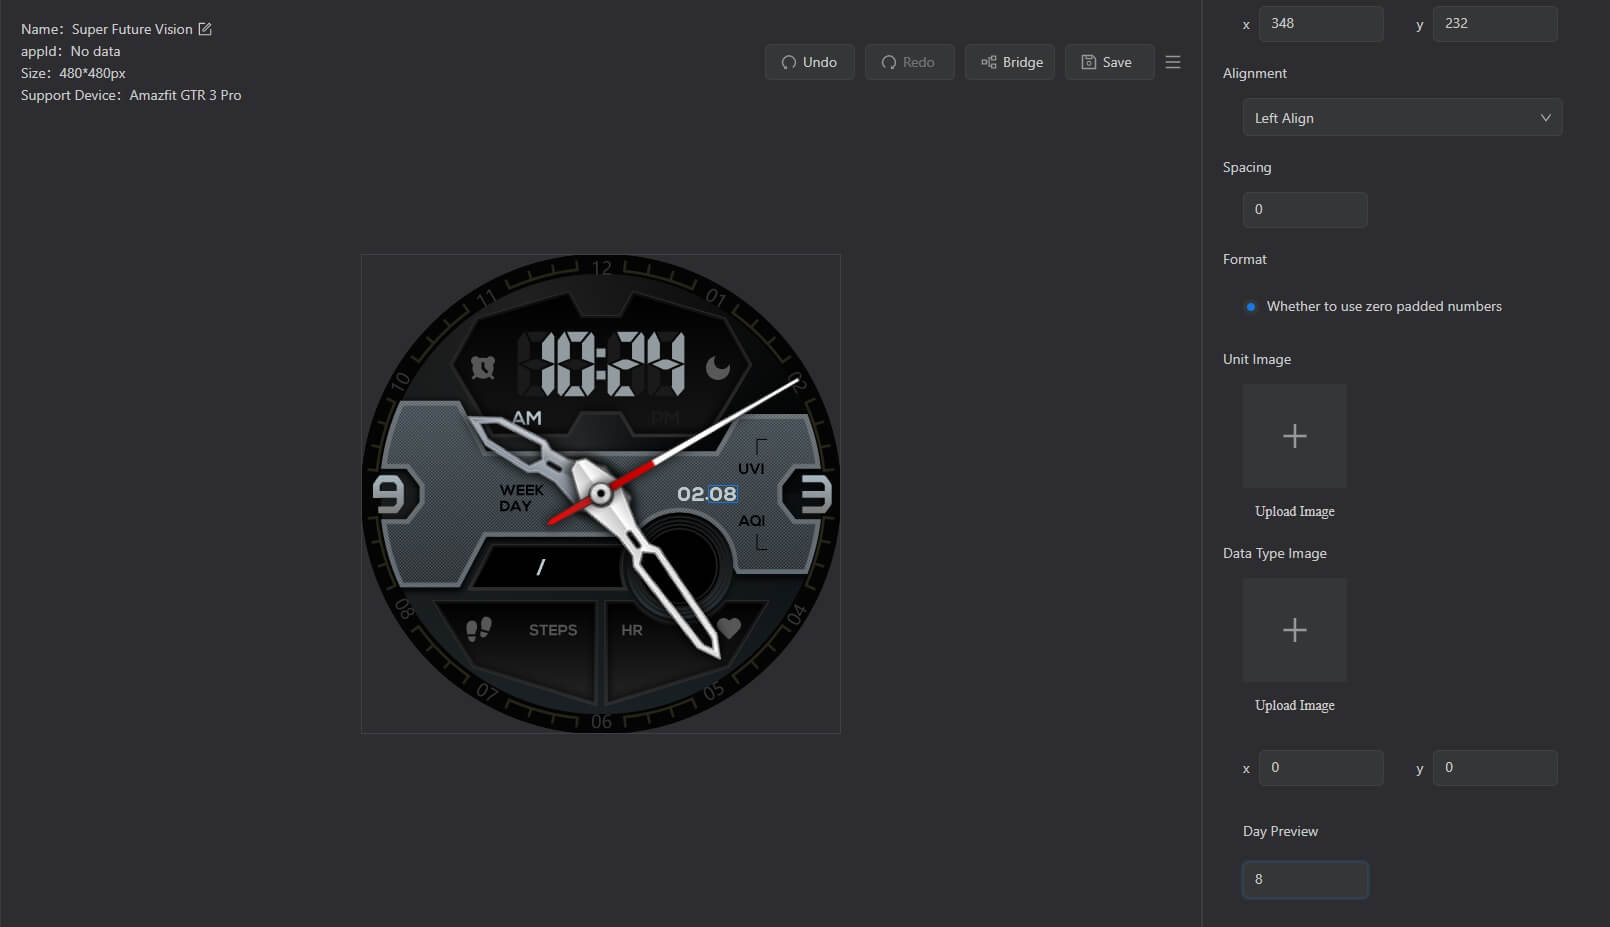 Name：Super Future Vision
appId：No data
Size：480*480px
Support Device：Amazfit GTR 3 Pro
Undo
Redo
Bridge
Save
12
11
01
10
02
10:24
AM
PM
UVI
9
WEEK
DAY
02.08
3
AQI
/
08
04
STEPS
HR
07
05
06
x 348 y 232
Alignment
Left Align
Spacing
0
Format
Whether to use zero padded numbers
Unit Image
Upload Image
Data Type Image
Upload Image
x 0 y 0
Day Preview
8